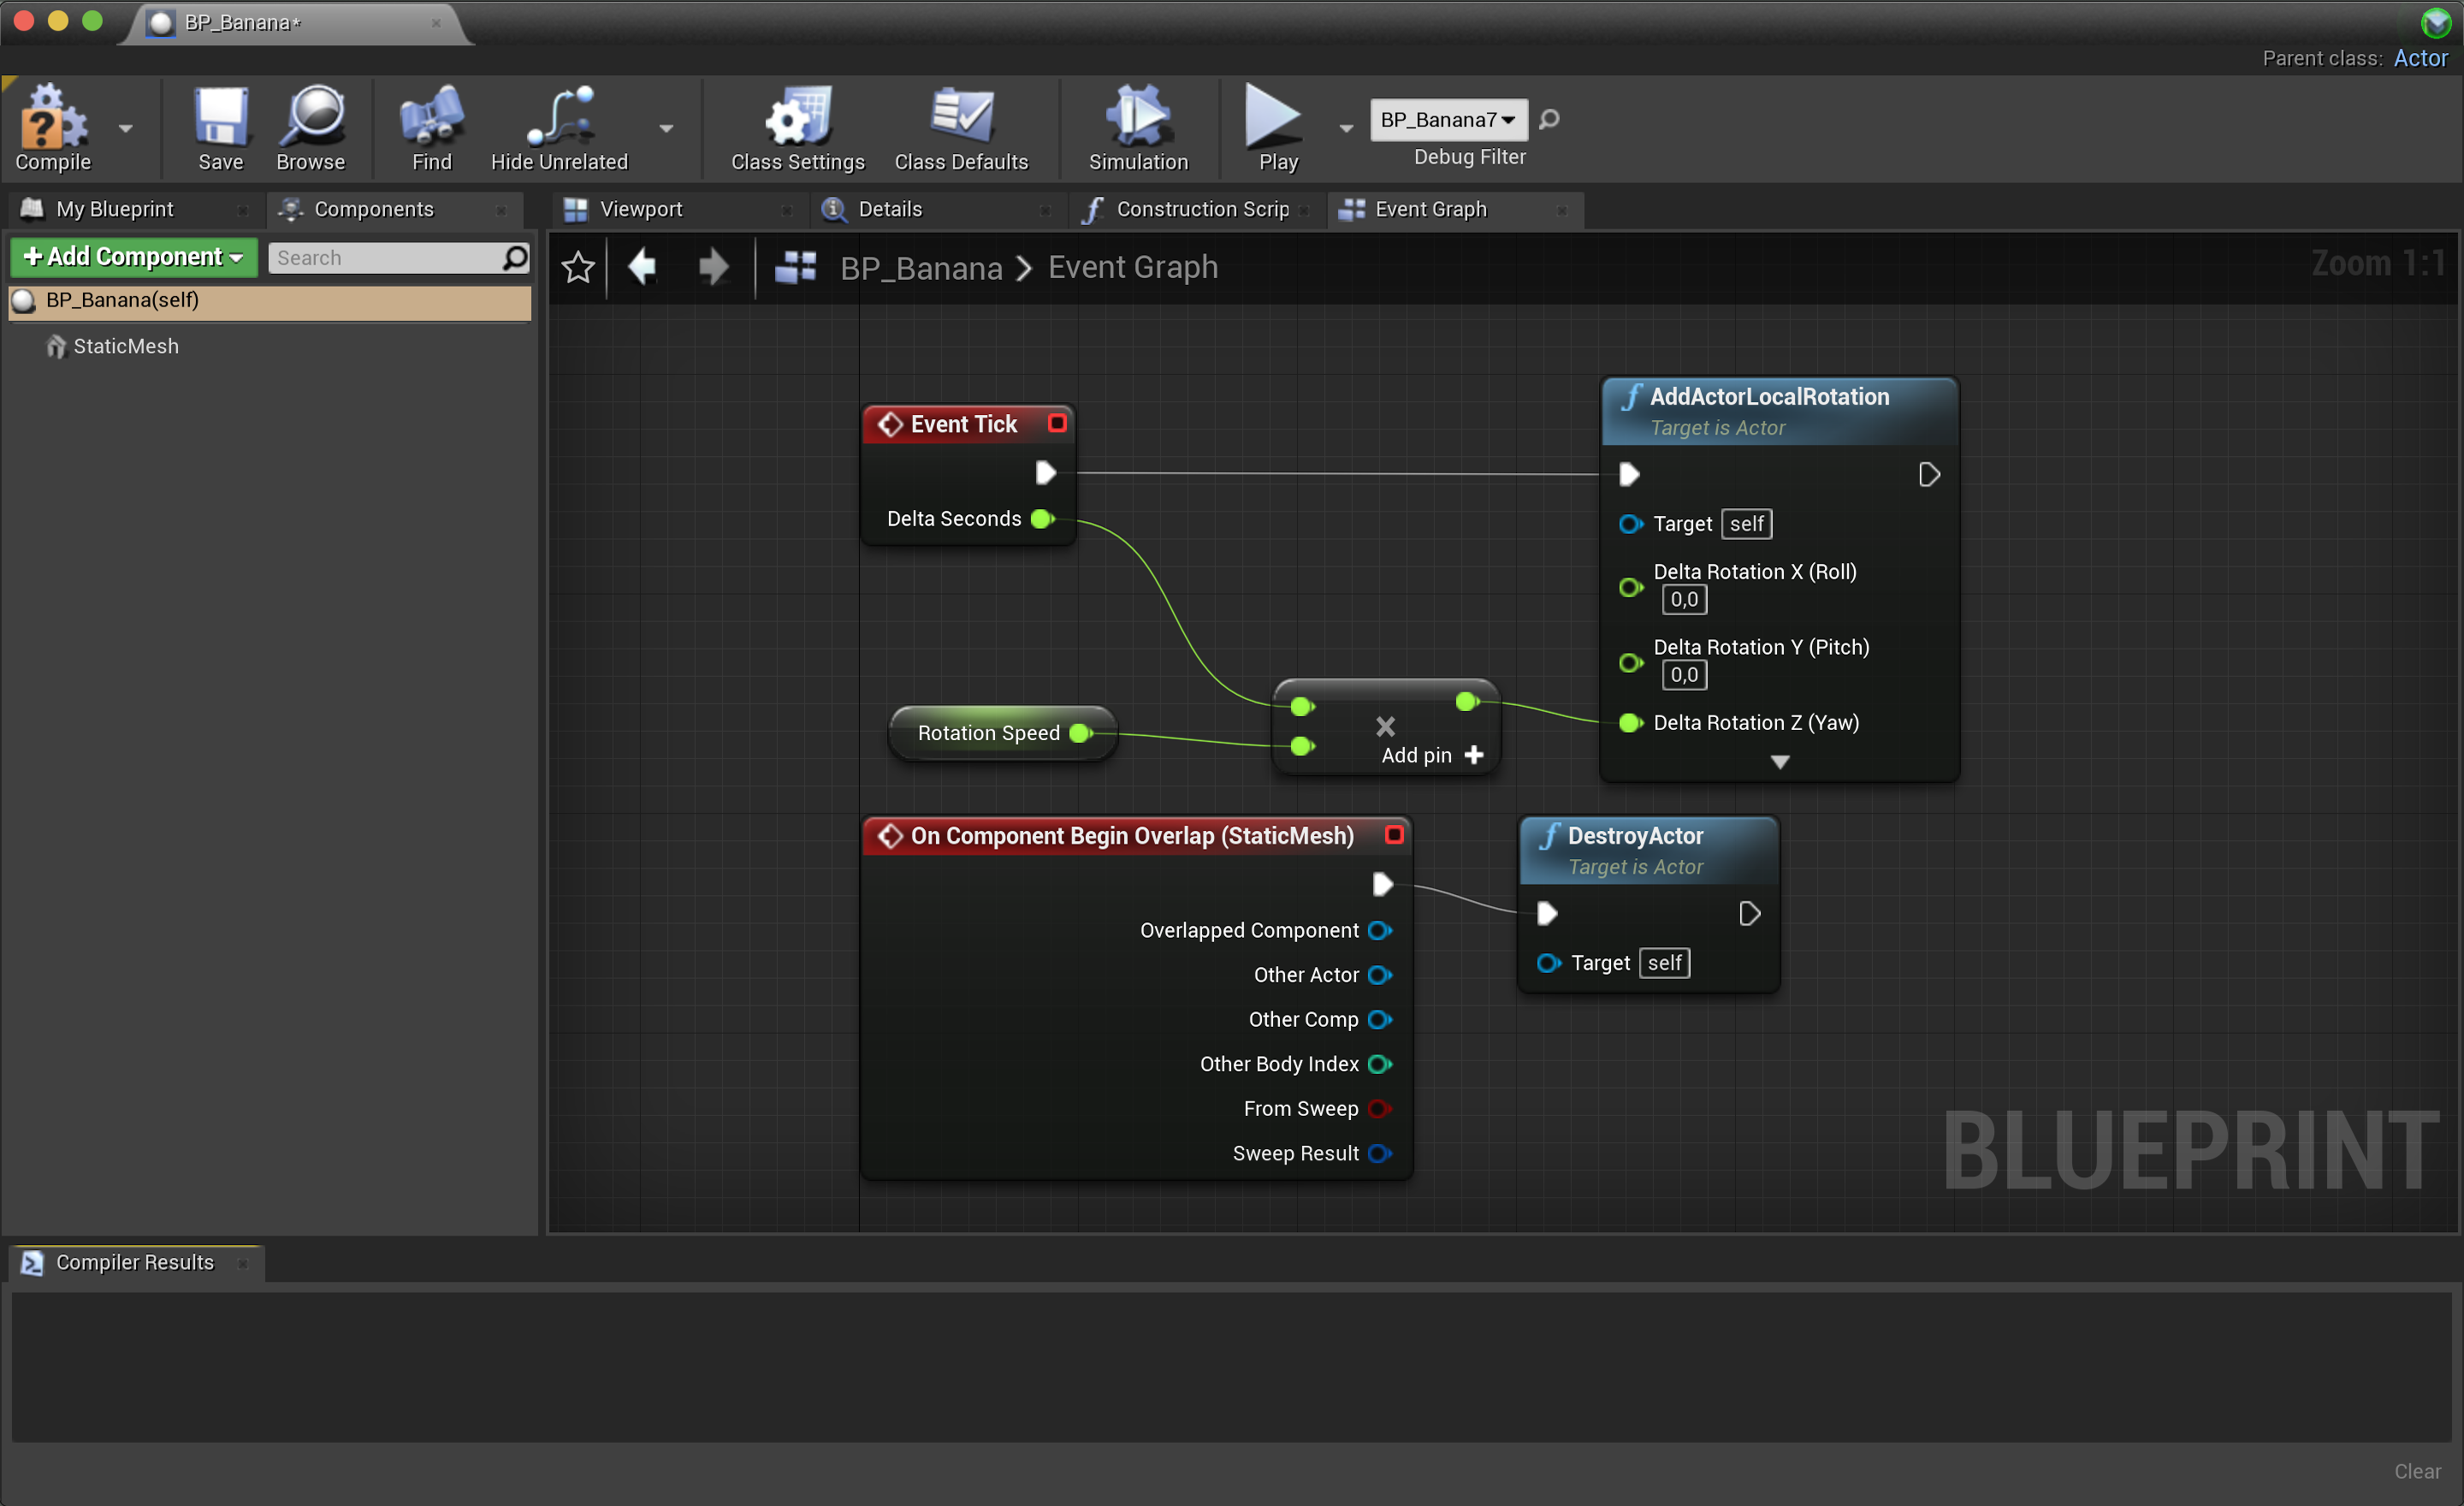 BP_Banana*
Parent class: Actor
Compile
Save
Browse
Find
Hide Unrelated
Class Settings
Class Defaults
Simulation
Play
BP_Banana7
Debug Filter
My Blueprint
Components
Viewport
Details
Construction Scrip
Event Graph
+ Add Component
Search
BP_Banana(self)
StaticMesh
BP_Banana > Event Graph
Zoom 1:1
Event Tick
Delta Seconds
AddActorLocalRotation
Target is Actor
Target self
Delta Rotation X (Roll)
0,0
Delta Rotation Y (Pitch)
0,0
Delta Rotation Z (Yaw)
Rotation Speed
Add pin +
On Component Begin Overlap (StaticMesh)
Overlapped Component
Other Actor
Other Comp
Other Body Index
From Sweep
Sweep Result
DestroyActor
Target is Actor
Target self
BLUEPRINT
Compiler Results
Clear